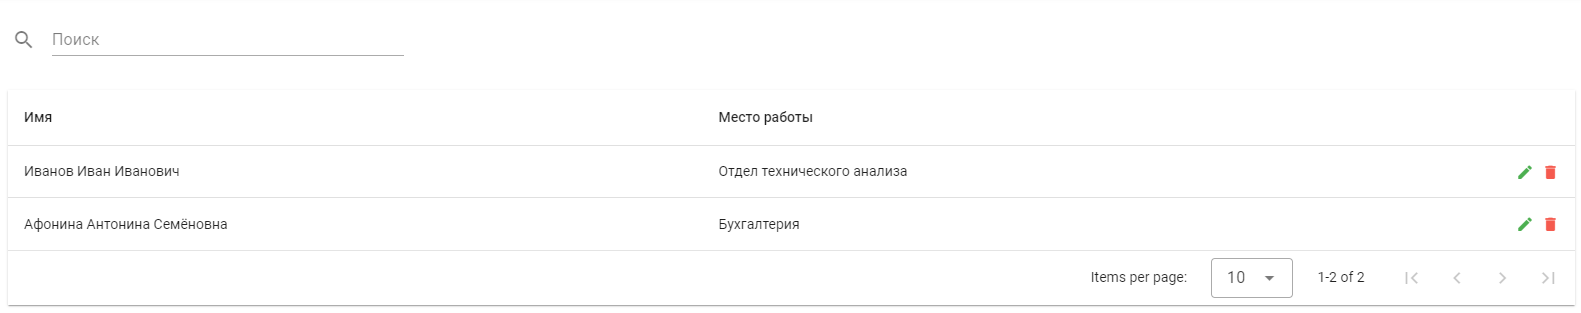 Поиск
Имя Место работы
Иванов Иван Иванович Отдел технического анализа
Афонина Антонина Семёновна Бухгалтерия
Items per page: 10 1-2 of 2